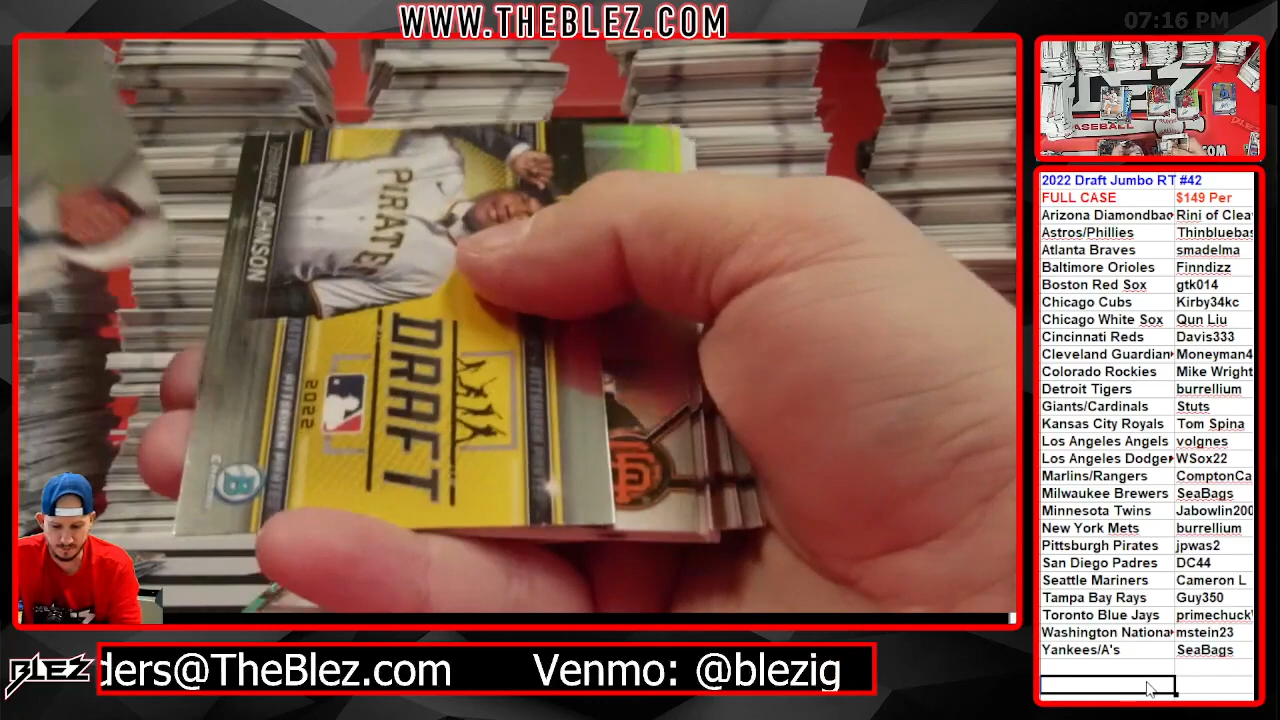 WWW.THEBLEZ.COM
07:16 PM
JOHNSON
PIRATE
DRAFT
2022
B
BASEBALL
2022 Draft Jumbo RT #42
FULL CASE $149 Per
Arizona Diamondba Rini of Clea
Astros/Phillies Thinbluebas
Atlanta Braves smadelma
Baltimore Orioles Finndizz
Boston Red Sox gtk014
Chicago Cubs Kirby34kc
Chicago White Sox Qun Liu
Cincinnati Reds Davis333
Cleveland Guardian Moneyman4
Colorado Rockies Mike Wright
Detroit Tigers burrellium
Giants/Cardinals Stuts
Kansas City Royals Tom Spina
Los Angeles Angels volgnes
Los Angeles Dodge WSox22
Marlins/Rangers ComptonCa
Milwaukee Brewers SeaBags
Minnesota Twins Jabowlin200
New York Mets burrellium
Pittsburgh Pirates jpwas2
San Diego Padres DC44
Seattle Mariners Cameron L
Tampa Bay Rays Guy350
Toronto Blue Jays primechuck
Washington Nationa mstein23
Yankees/A's SeaBags
BLEZ
ders@TheBlez.com Venmo: @blezig